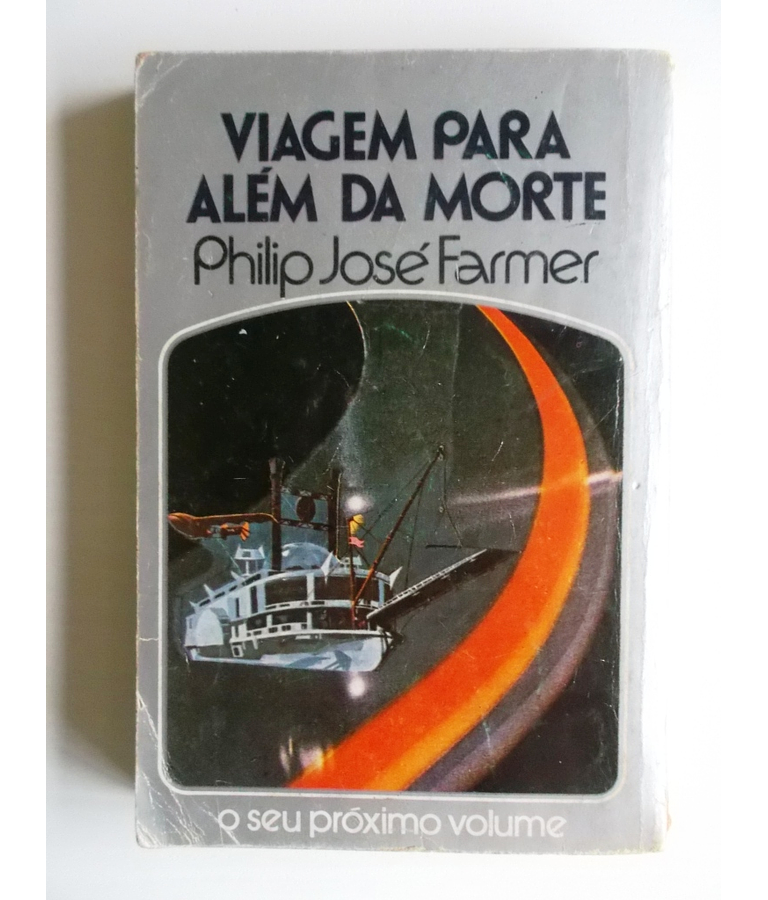 VIAGEM PARA
ALÉM DA MORTE
Philip José Farmer
o seu próximo volume